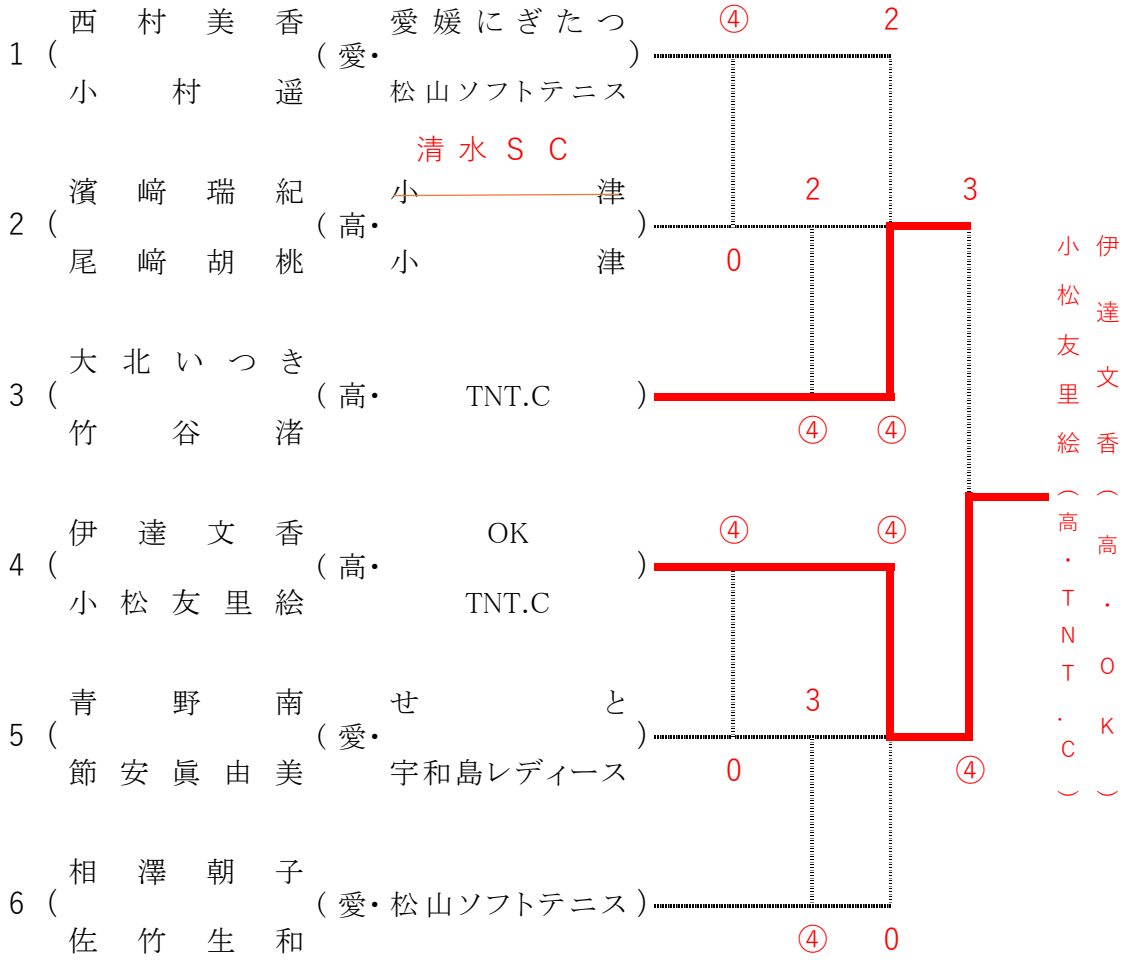 西村美香 愛媛にぎたつ ④ 2
1 ( (愛・ )
小村遥 松山ソフトテニス
清水SC
濱﨑瑞紀 小津 2 3
2 ( (高・ )
尾﨑胡桃 小津 0
大北いつき
3 ( (高・ TNT.C )
竹谷渚 ④ ④
伊達文香 OK ④ ④
4 ( (高・ )
小松友里絵 TNT.C
青野南 せと 3
5 ( (愛・ )
節安眞由美 宇和島レディース 0 ④
相澤朝子
6 ( (愛・松山ソフトテニス)
佐竹生和 ④ 0
伊達文香(高・OK)
小松友里絵(高・TNT.C)